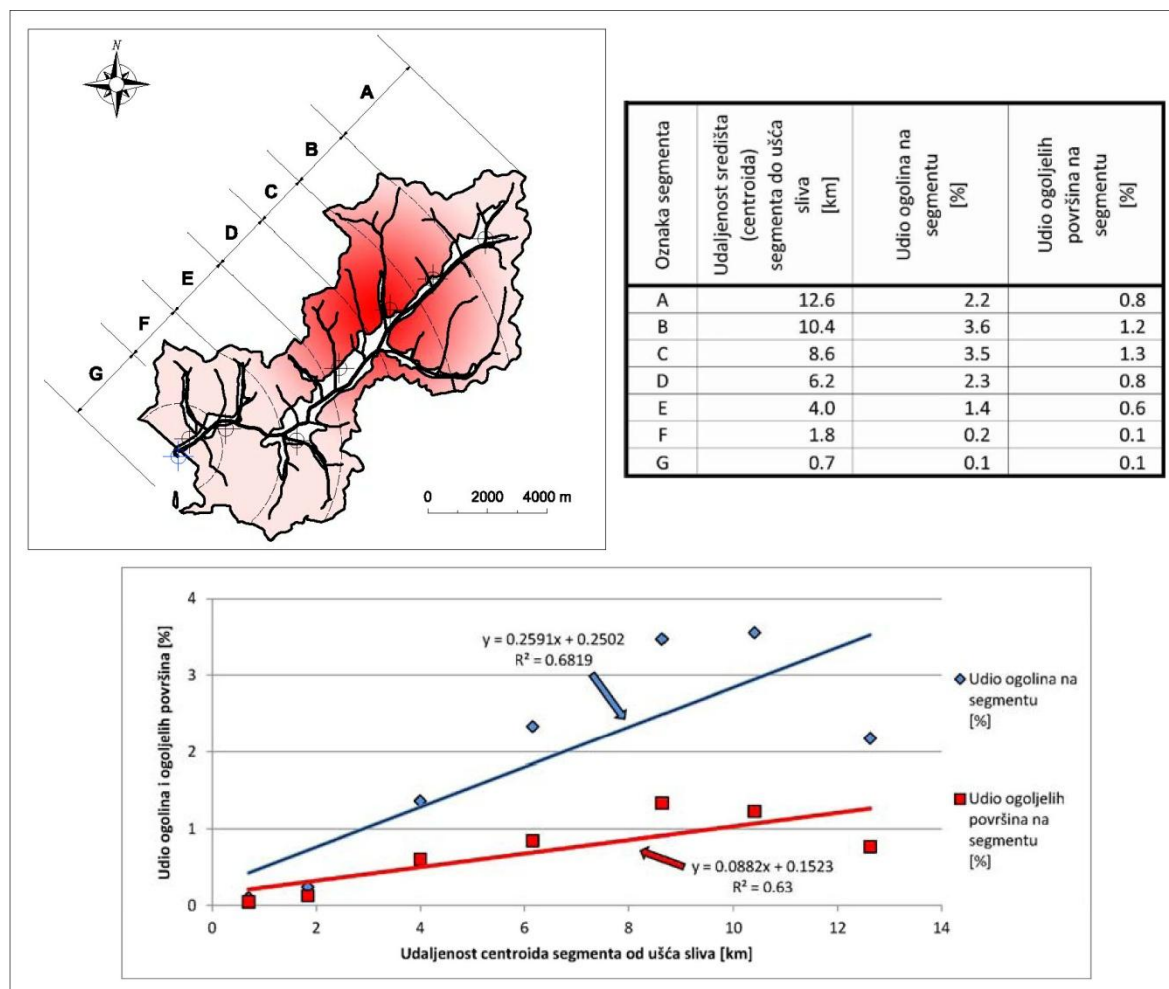 N
A
B
C
D
E
F
G
0 2000 4000 m
Oznaka segmenta
Udaljenost središta
(centroida)
segmenta do ušća
sliva
[km]
Udio ogolina na
segmentu
[%]
Udio ogoljelih
površina na
segmentu
[%]
A 12.6 2.2 0.8
B 10.4 3.6 1.2
C 8.6 3.5 1.3
D 6.2 2.3 0.8
E 4.0 1.4 0.6
F 1.8 0.2 0.1
G 0.7 0.1 0.1
Udio ogolina i ogoljelih površina [%]
4
3
2
1
0
y = 0.2591x + 0.2502
R² = 0.6819
y = 0.0882x + 0.1523
R² = 0.63
0 2 4 6 8 10 12 14
Udaljenost centroida segmenta od ušća sliva [km]
Udio ogolina na
segmentu
[%]
Udio ogoljelih
površina na
segmentu
[%]